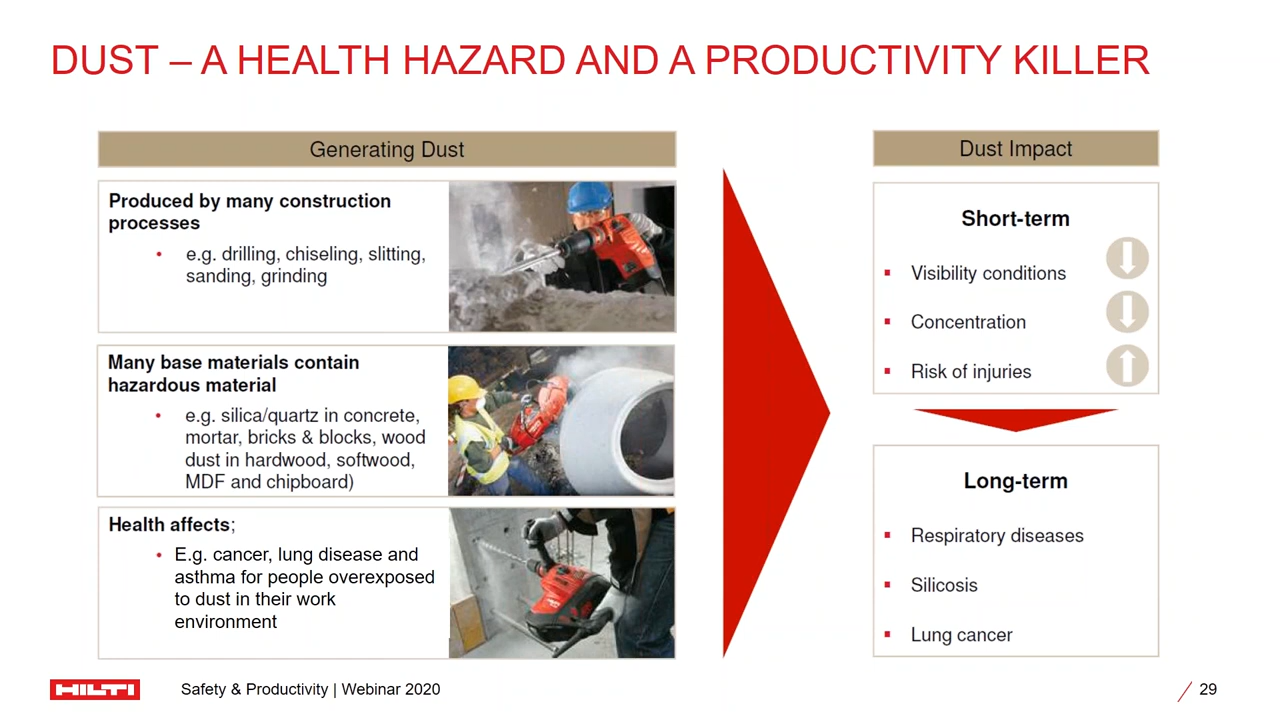 DUST – A HEALTH HAZARD AND A PRODUCTIVITY KILLER
Generating Dust
Produced by many construction
processes
• e.g. drilling, chiseling, slitting,
sanding, grinding
Many base materials contain
hazardous material
• e.g. silica/quartz in concrete,
mortar, bricks & blocks, wood
dust in hardwood, softwood,
MDF and chipboard)
Health affects;
• E.g. cancer, lung disease and
asthma for people overexposed
to dust in their work
environment
Dust Impact
Short-term
▪ Visibility conditions
▪ Concentration
▪ Risk of injuries
Long-term
▪ Respiratory diseases
▪ Silicosis
▪ Lung cancer
HILTI
Safety & Productivity | Webinar 2020
29